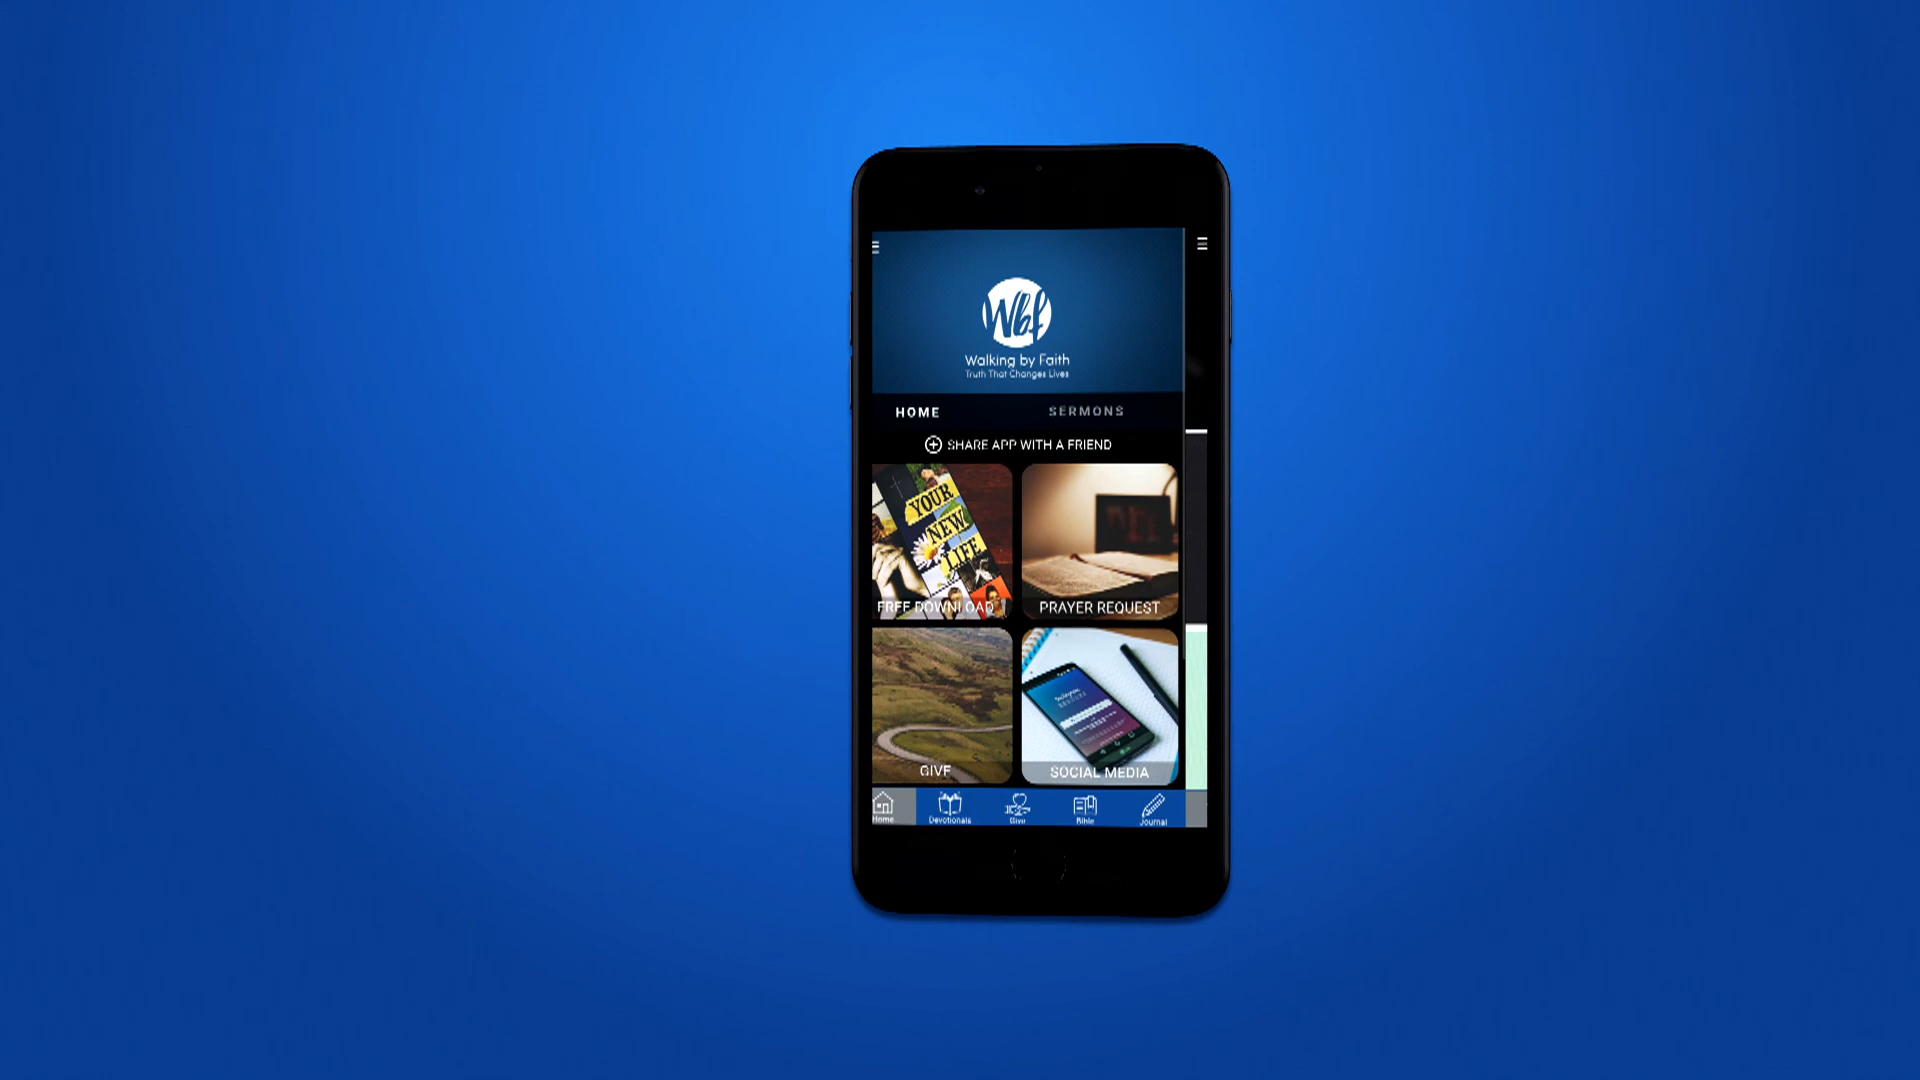 Wbf
Walking by Faith
Truth That Changes Lives
HOME
SERMONS
SHARE APP WITH A FRIEND
YOUR
NEW
LIFE
FREE DOWNLOAD
PRAYER REQUEST
GIVE
SOCIAL MEDIA
Home
Devotionals
Give
Bible
Journal